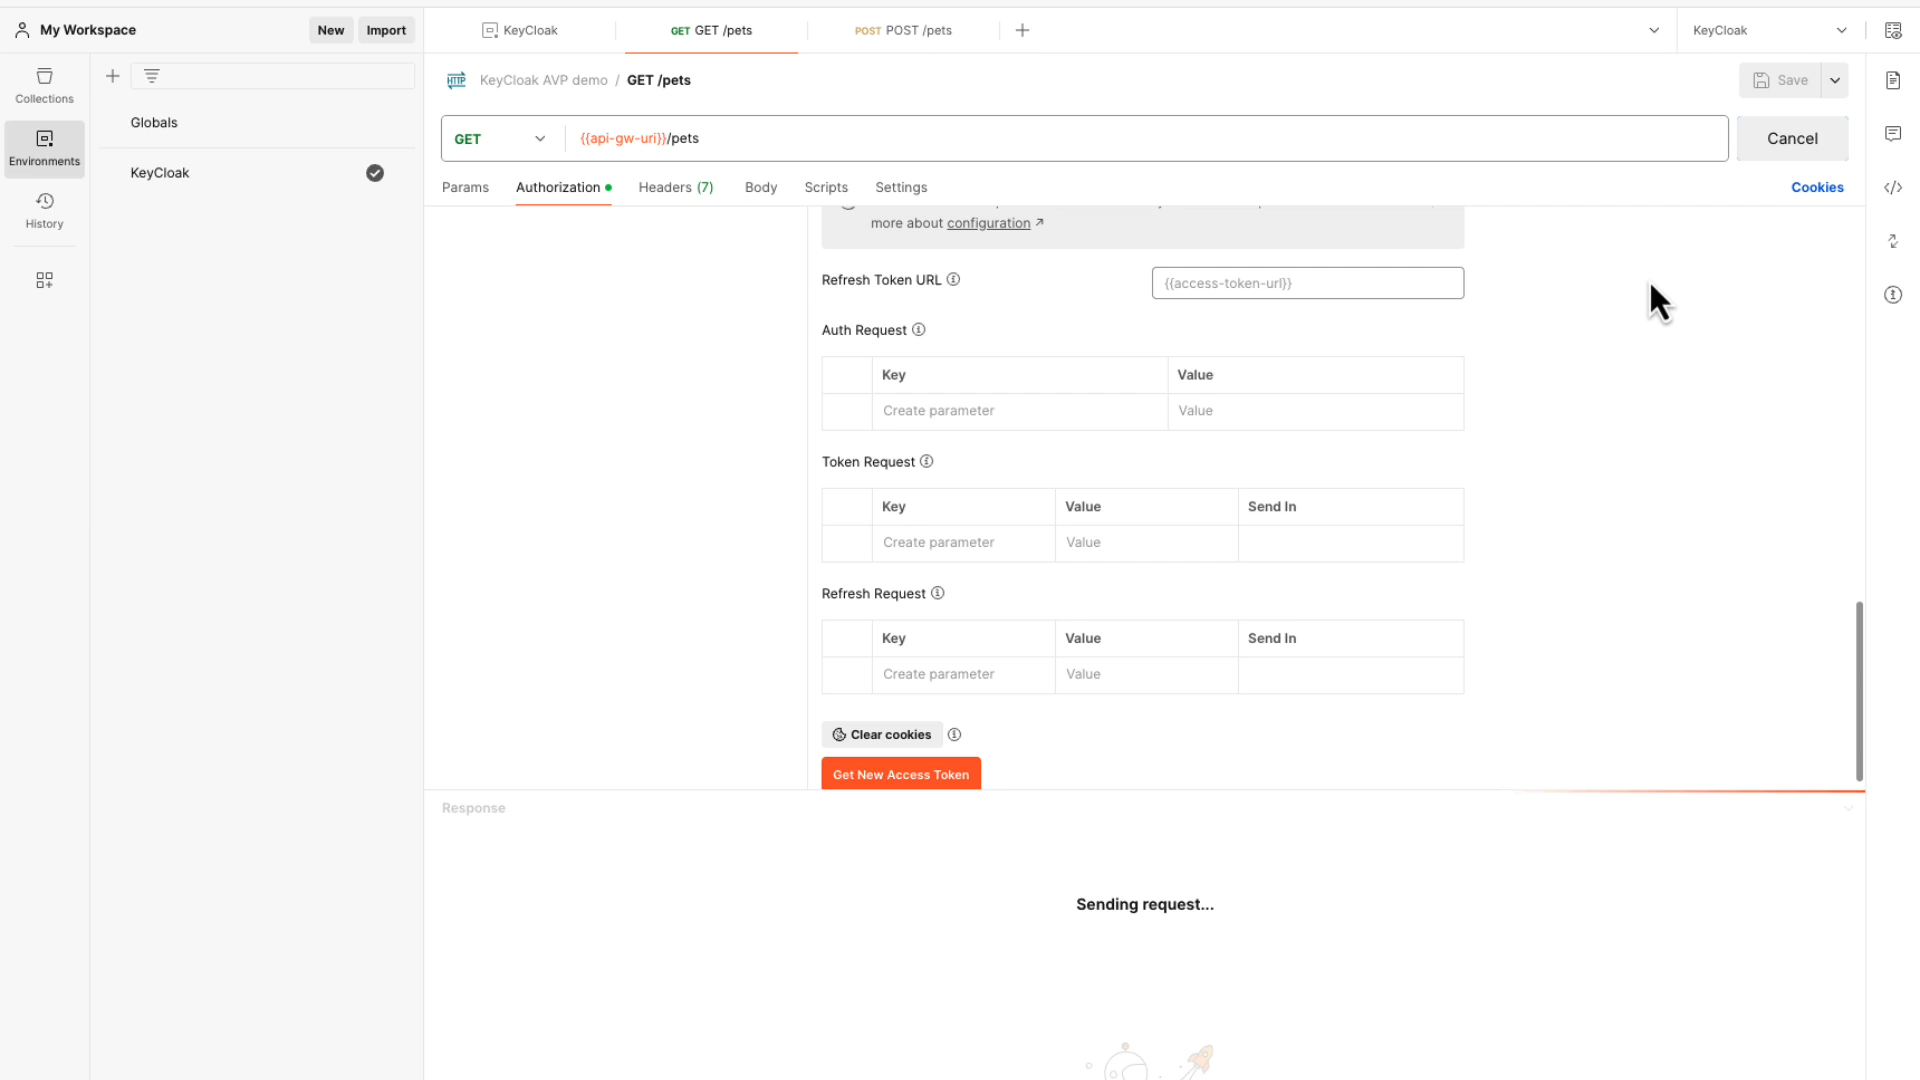 My Workspace
New
Import
KeyCloak
GET GET /pets
POST POST /pets
KeyCloak
Collections
Environments
History
Globals
KeyCloak
HTTP
KeyCloak AVP demo / GET /pets
Save
GET
{{api-gw-uri}}/pets
Cancel
Params
Authorization
Headers (7)
Body
Scripts
Settings
Cookies
more about configuration ↗
Refresh Token URL
{{access-token-url}}
Auth Request
Key Value
Create parameter Value
Token Request
Key Value Send In
Create parameter Value
Refresh Request
Key Value Send In
Create parameter Value
Clear cookies
Get New Access Token
Response
Sending request...